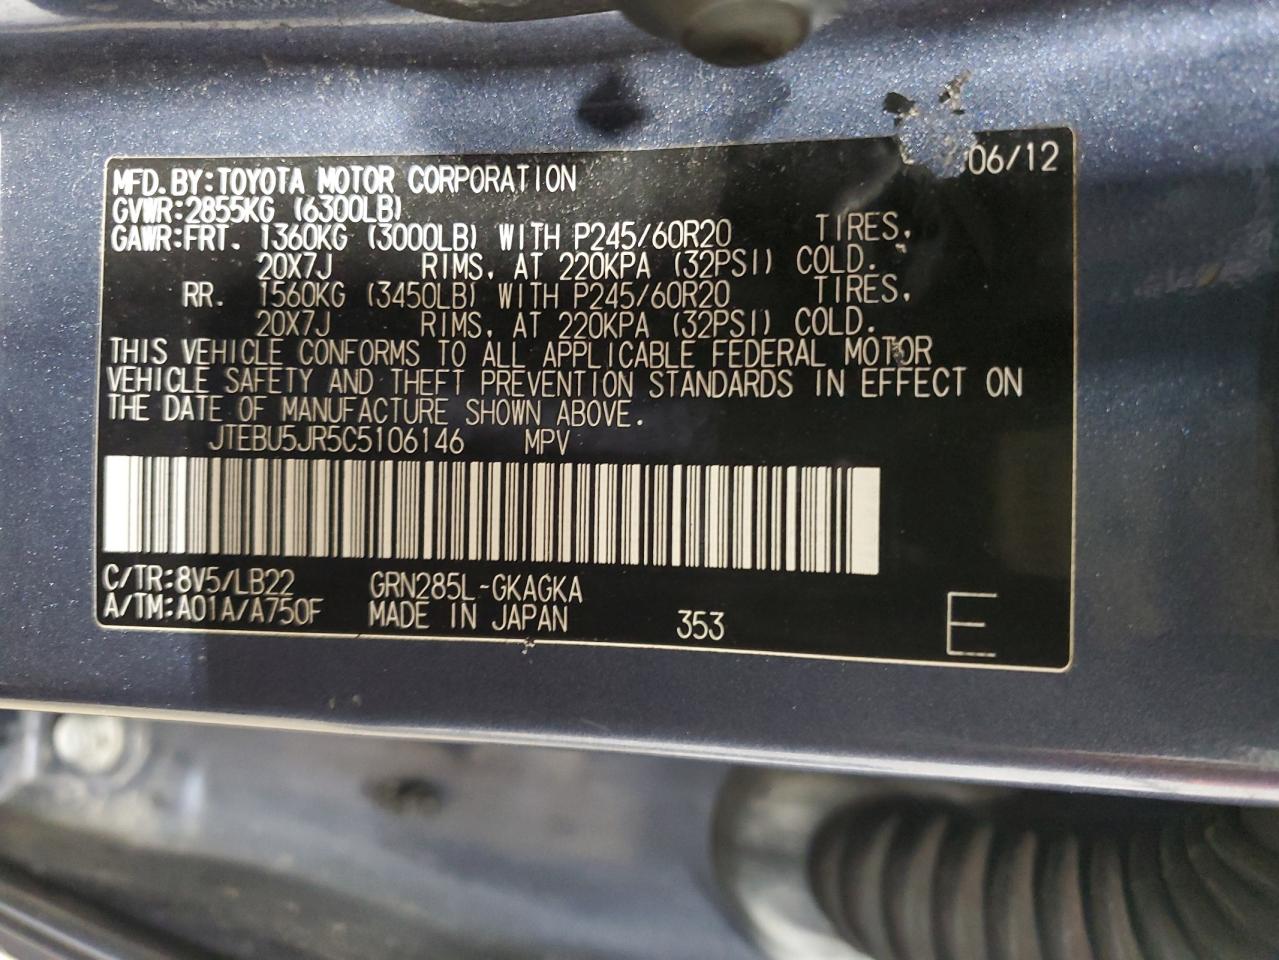 06/12
MFD.BY:TOYOTA MOTOR CORPORATION
GVWR:2855KG (6300LB)
GAWR:FRT. 1360KG (3000LB) WITH P245/60R20 TIRES,
20X7J RIMS, AT 220KPA (32PSI) COLD.
RR. 1560KG (3450LB) WITH P245/60R20 TIRES,
20X7J RIMS, AT 220KPA (32PSI) COLD.
THIS VEHICLE CONFORMS TO ALL APPLICABLE FEDERAL MOTOR
VEHICLE SAFETY AND THEFT PREVENTION STANDARDS IN EFFECT ON
THE DATE OF MANUFACTURE SHOWN ABOVE.
JTEBU5JR5C5106146 MPV
C/TR:8V5/LB22 GRN285L-GKAGKA
A/TM:A01A/A750F MADE IN JAPAN 353 E